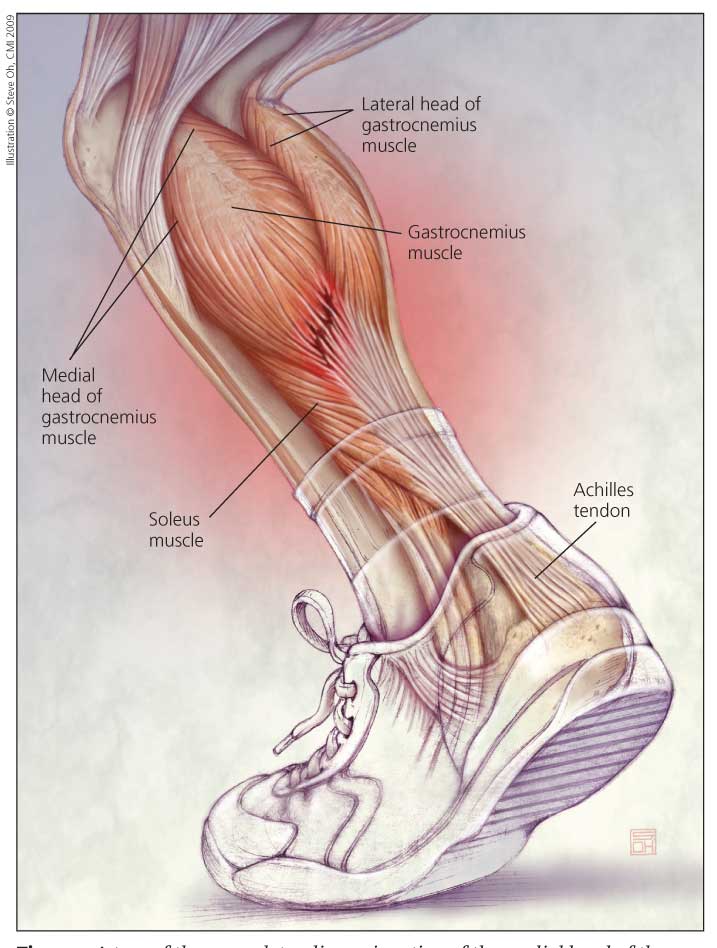 Illustration © Steve Oh, CMI 2009
Lateral head of
gastrocnemius
muscle
Gastrocnemius
muscle
Medial
head of
gastrocnemius
muscle
Soleus
muscle
Achilles
tendon